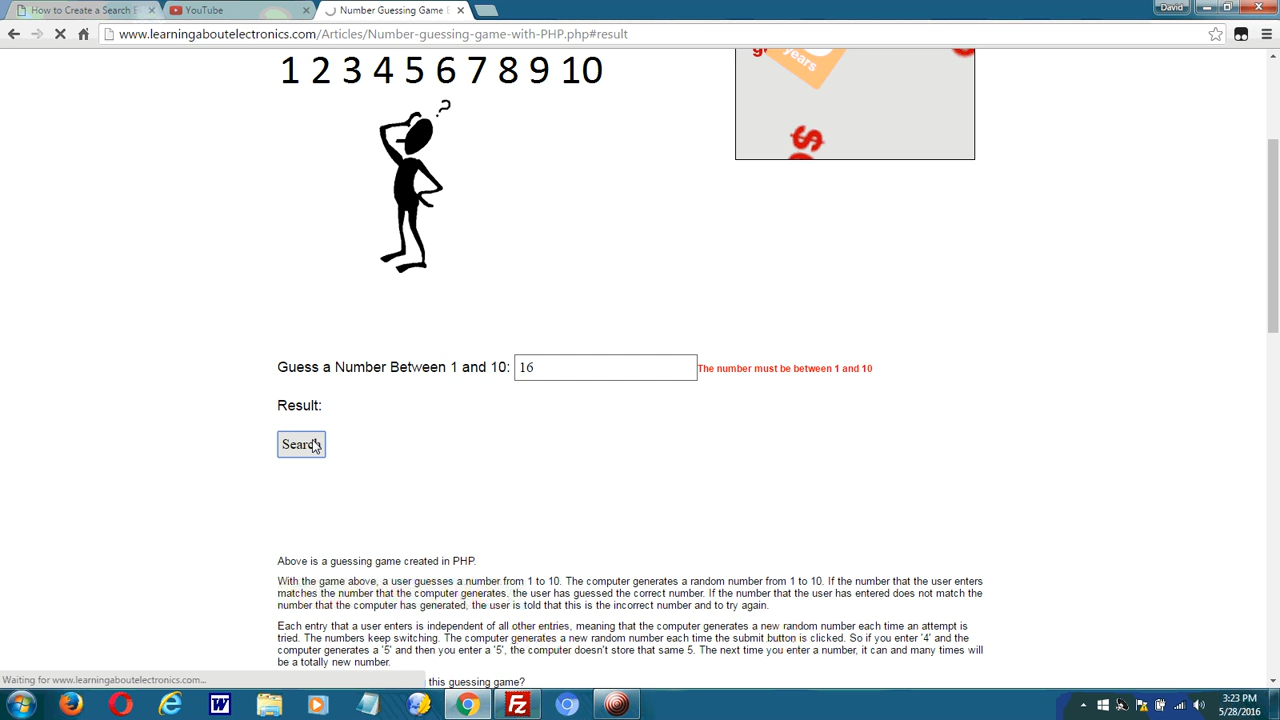 How to Create a Search
YouTube
Number Guessing Game
David
www.learningaboutelectronics.com/Articles/Number-guessing-game-with-PHP.php#result
years
$
1 2 3 4 5 6 7 8 9 10
?
Guess a Number Between 1 and 10: 16 The number must be between 1 and 10
Result:
Search
Above is a guessing game created in PHP.
With the game above, a user guesses a number from 1 to 10. The computer generates a random number from 1 to 10. If the number that the user enters
matches the number that the computer generates, the user has guessed the correct number. If the number that the user has entered does not match the
number that the computer has generated, the user is told that this is the incorrect number and to try again.
Each entry that a user enters is independent of all other entries, meaning that the computer generates a new random number each time an attempt is
tried. The numbers keep switching. The computer generates a new random number each time the submit button is clicked. So if you enter '4' and the
computer generates a '5' and then you enter a '5', the computer doesn't store that same 5. The next time you enter a number, it can and many times will
be a totally new number.
this guessing game?
Waiting for www.learningaboutelectronics.com...
3:23 PM
5/28/2016